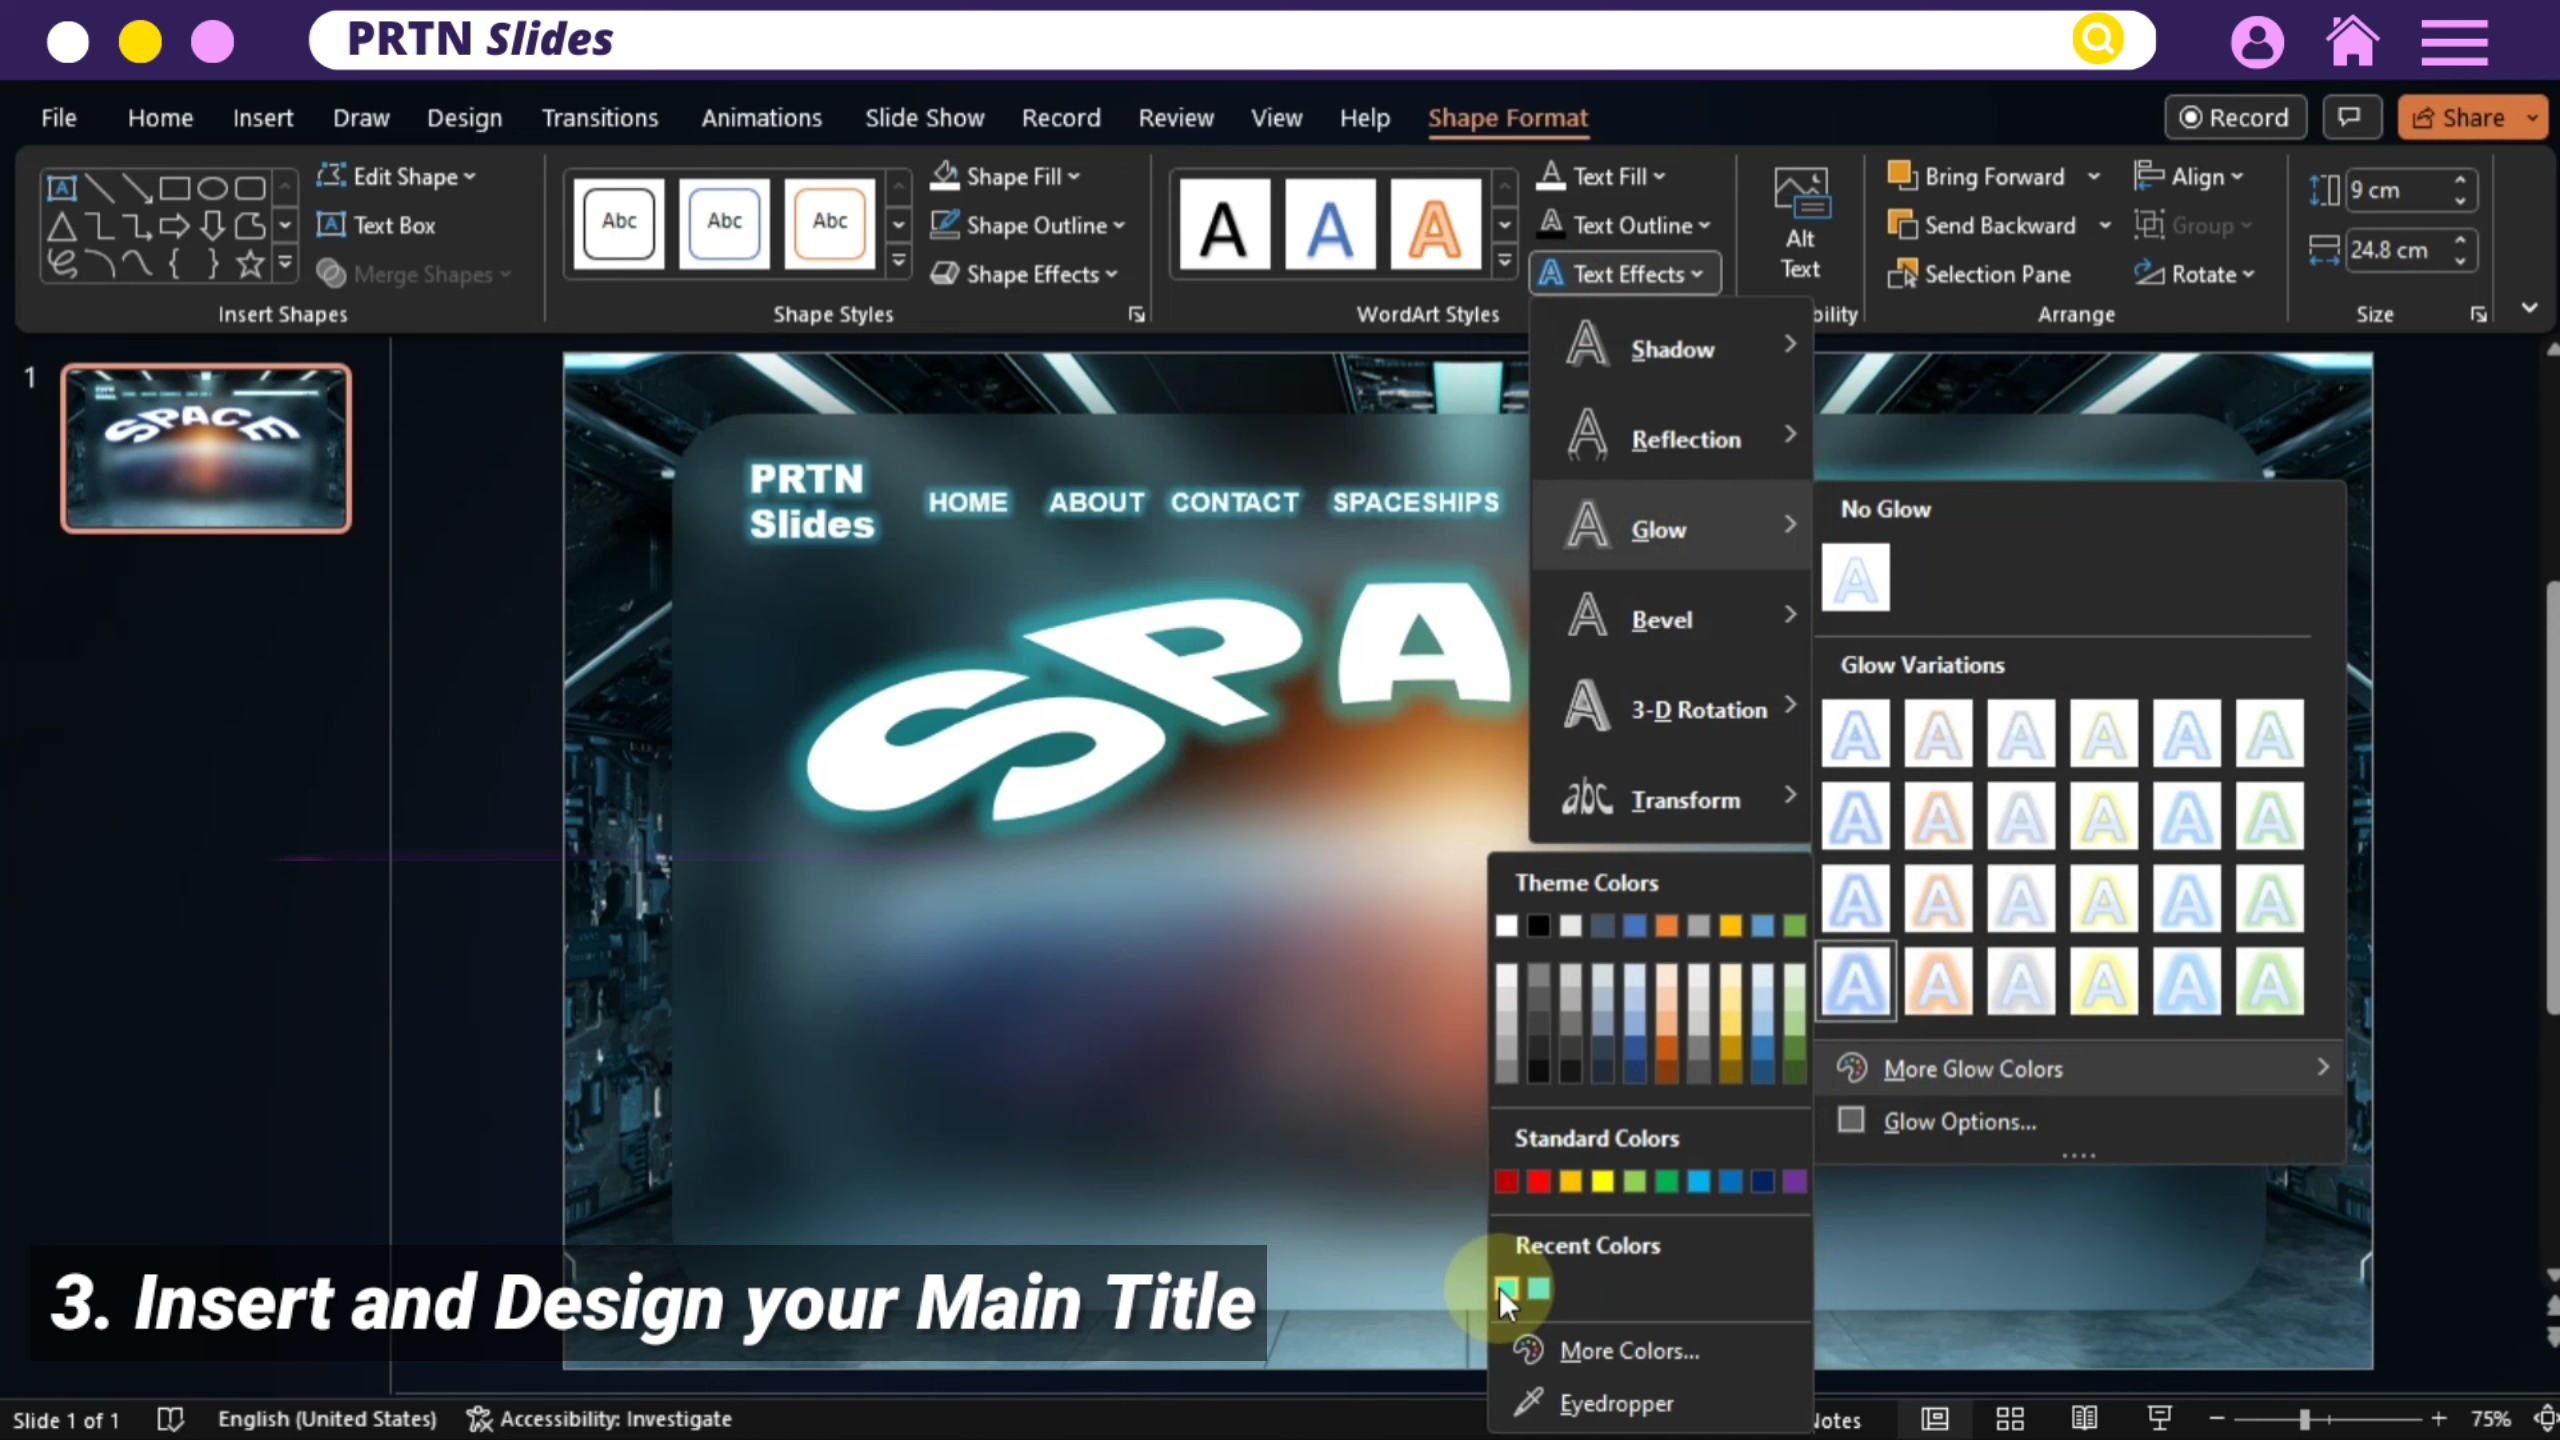 PRTN Slides
File Home Insert Draw Design Transitions Animations Slide Show Record Review View Help Shape Format Record Share
Edit Shape
Text Box
Merge Shapes
Insert Shapes
Abc Abc Abc
Shape Fill
Shape Outline
Shape Effects
Shape Styles
A A A
Text Fill
Text Outline
Text Effects
WordArt Styles
Alt
Text
bility
Bring Forward
Send Backward
Selection Pane
Align
Group
Rotate
Arrange
9 cm
24.8 cm
Size
1
SPACE
PRTN
Slides
HOME ABOUT CONTACT SPACESHIPS
SPA
Shadow
Reflection
Glow
Bevel
3-D Rotation
abc Transform
No Glow
Glow Variations
More Glow Colors
Glow Options...
Theme Colors
Standard Colors
Recent Colors
More Colors...
Eyedropper
3. Insert and Design your Main Title
Slide 1 of 1 English (United States) Accessibility: Investigate Notes 75%